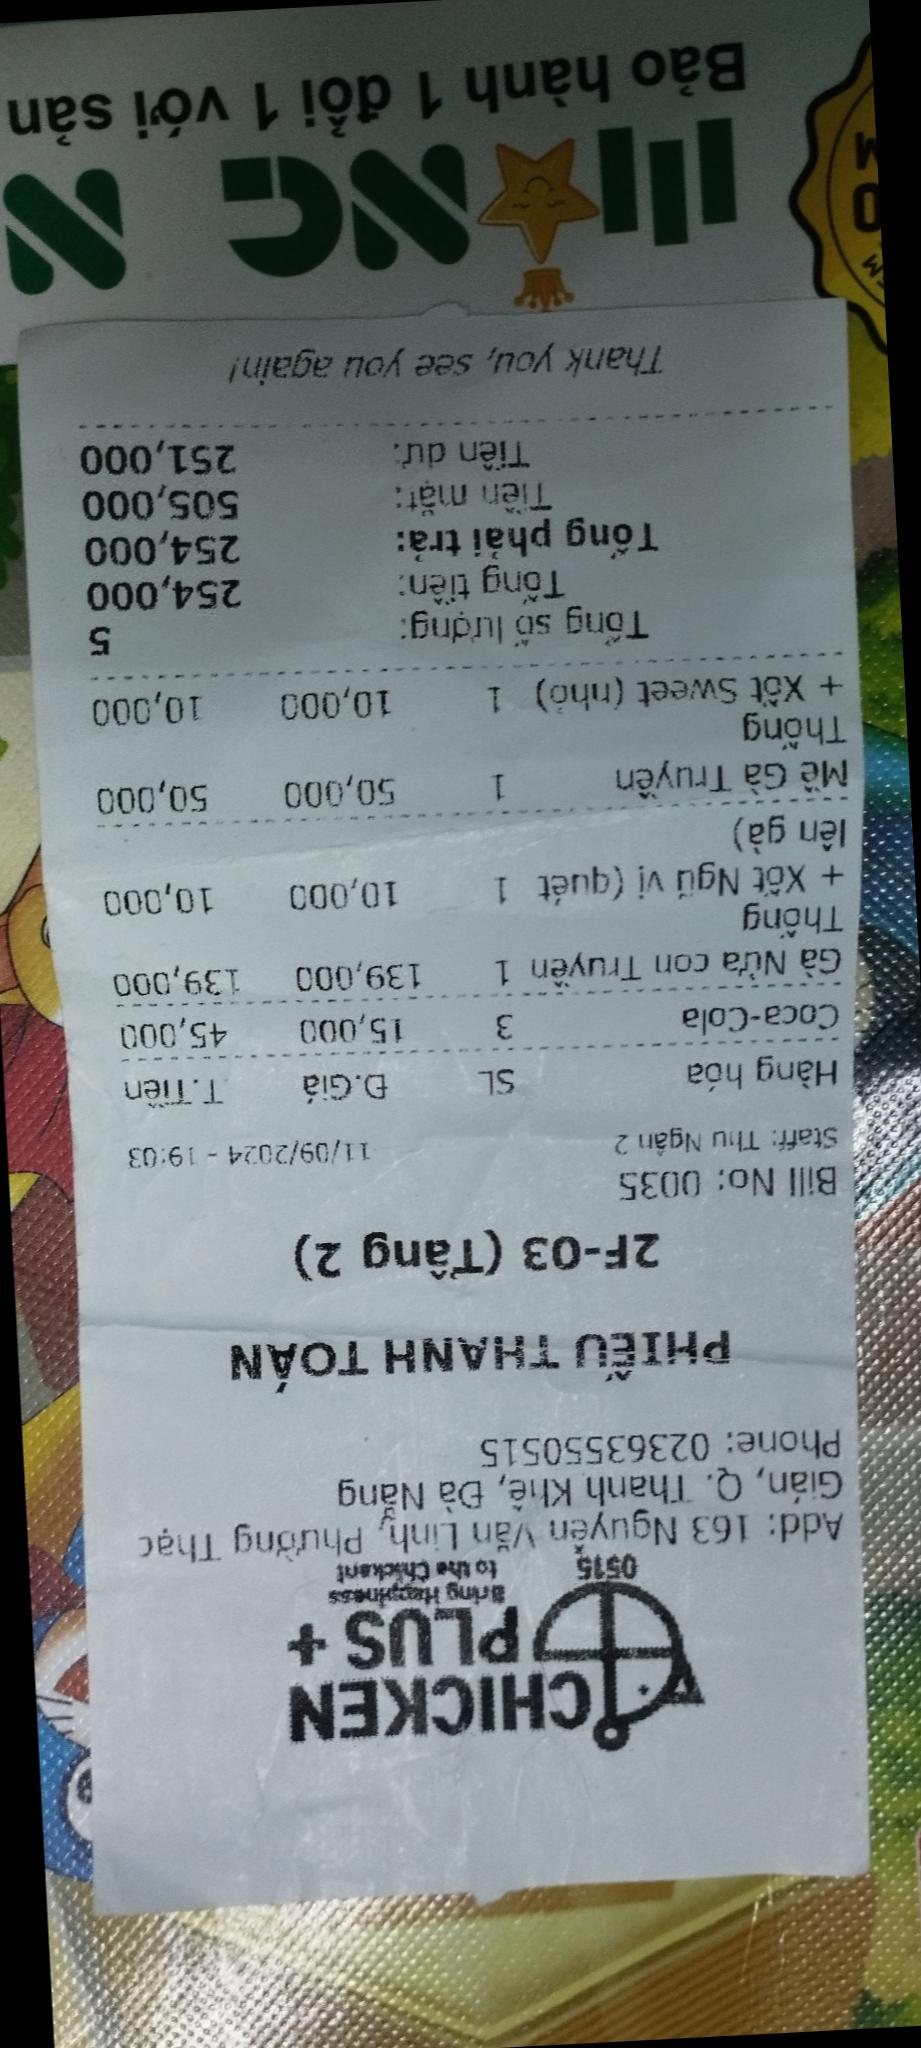 CHICKEN
PLUS +
Bring Happiness
to the Chickent
0515
Add: 163 Nguyễn Văn Linh, Phường Thạc
Gián, Q. Thanh Khê, Đà Nẵng
Phone: 02363550515
PHIẾU THANH TOÁN
2F-03 (Tầng 2)
Bill No: 0035
Staff: Thu Ngân 2 11/09/2024 - 19:03
Hàng hóa SL Đ.Giá T.Tiền
Coca-Cola 3 15,000 45,000
Gà Nửa con Truyền 1 139,000 139,000
Thống
+ Xốt Ngũ vị (quét 1 10,000 10,000
lên gà)
Mề Gà Truyền 1 50,000 50,000
Thống
+ Xốt Sweet (nhỏ) 1 10,000 10,000
Tổng số lượng: 5
Tổng tiền: 254,000
Tổng phải trả: 254,000
Tiền mặt: 505,000
Tiền dư: 251,000
Thank you, see you again!
Bảo hành 1 đổi 1 với sản